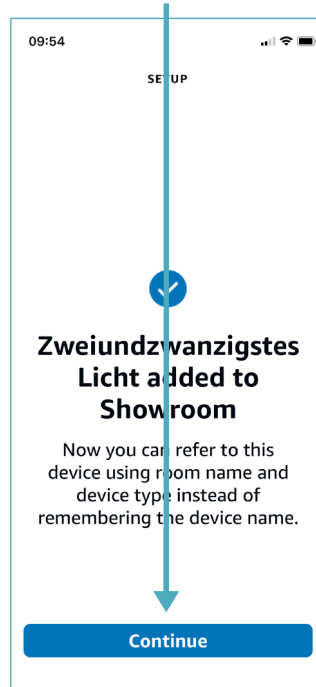 09:54
SETUP
Zweiundzwanzigstes
Licht added to
Showroom
Now you can refer to this
device using room name and
device type instead of
remembering the device name.
Continue